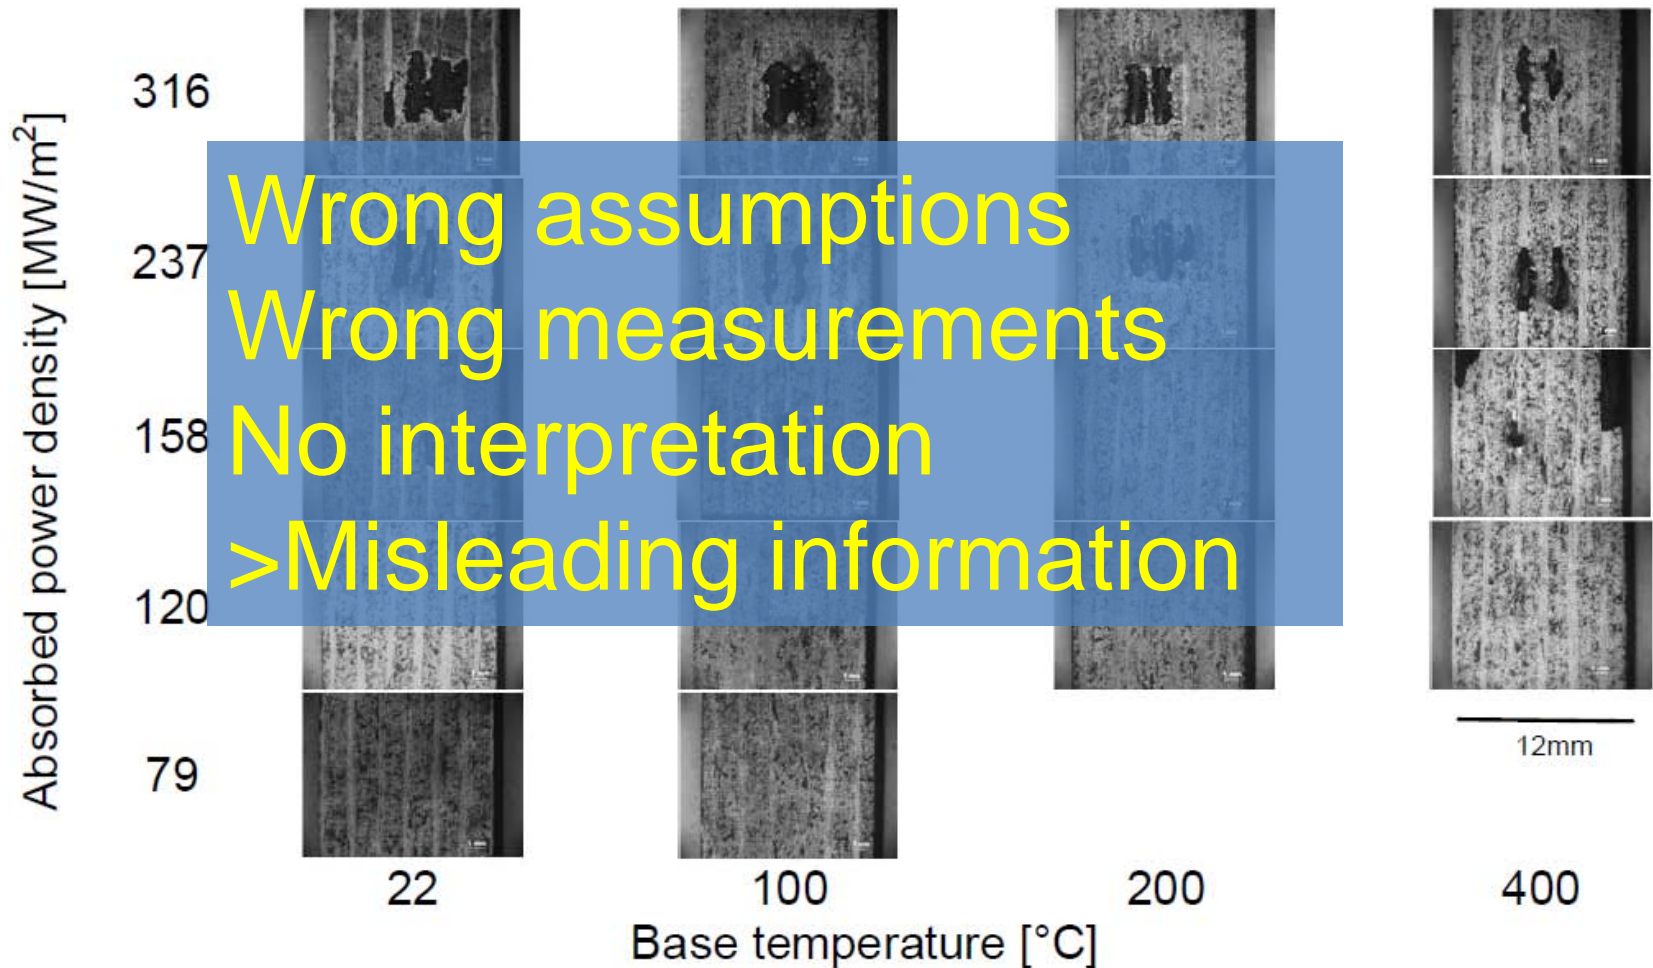 Absorbed power density [MW/m²]
316
237
158
120
79
Wrong assumptions
Wrong measurements
No interpretation
>Misleading information
12mm
22
100
200
400
Base temperature [°C]